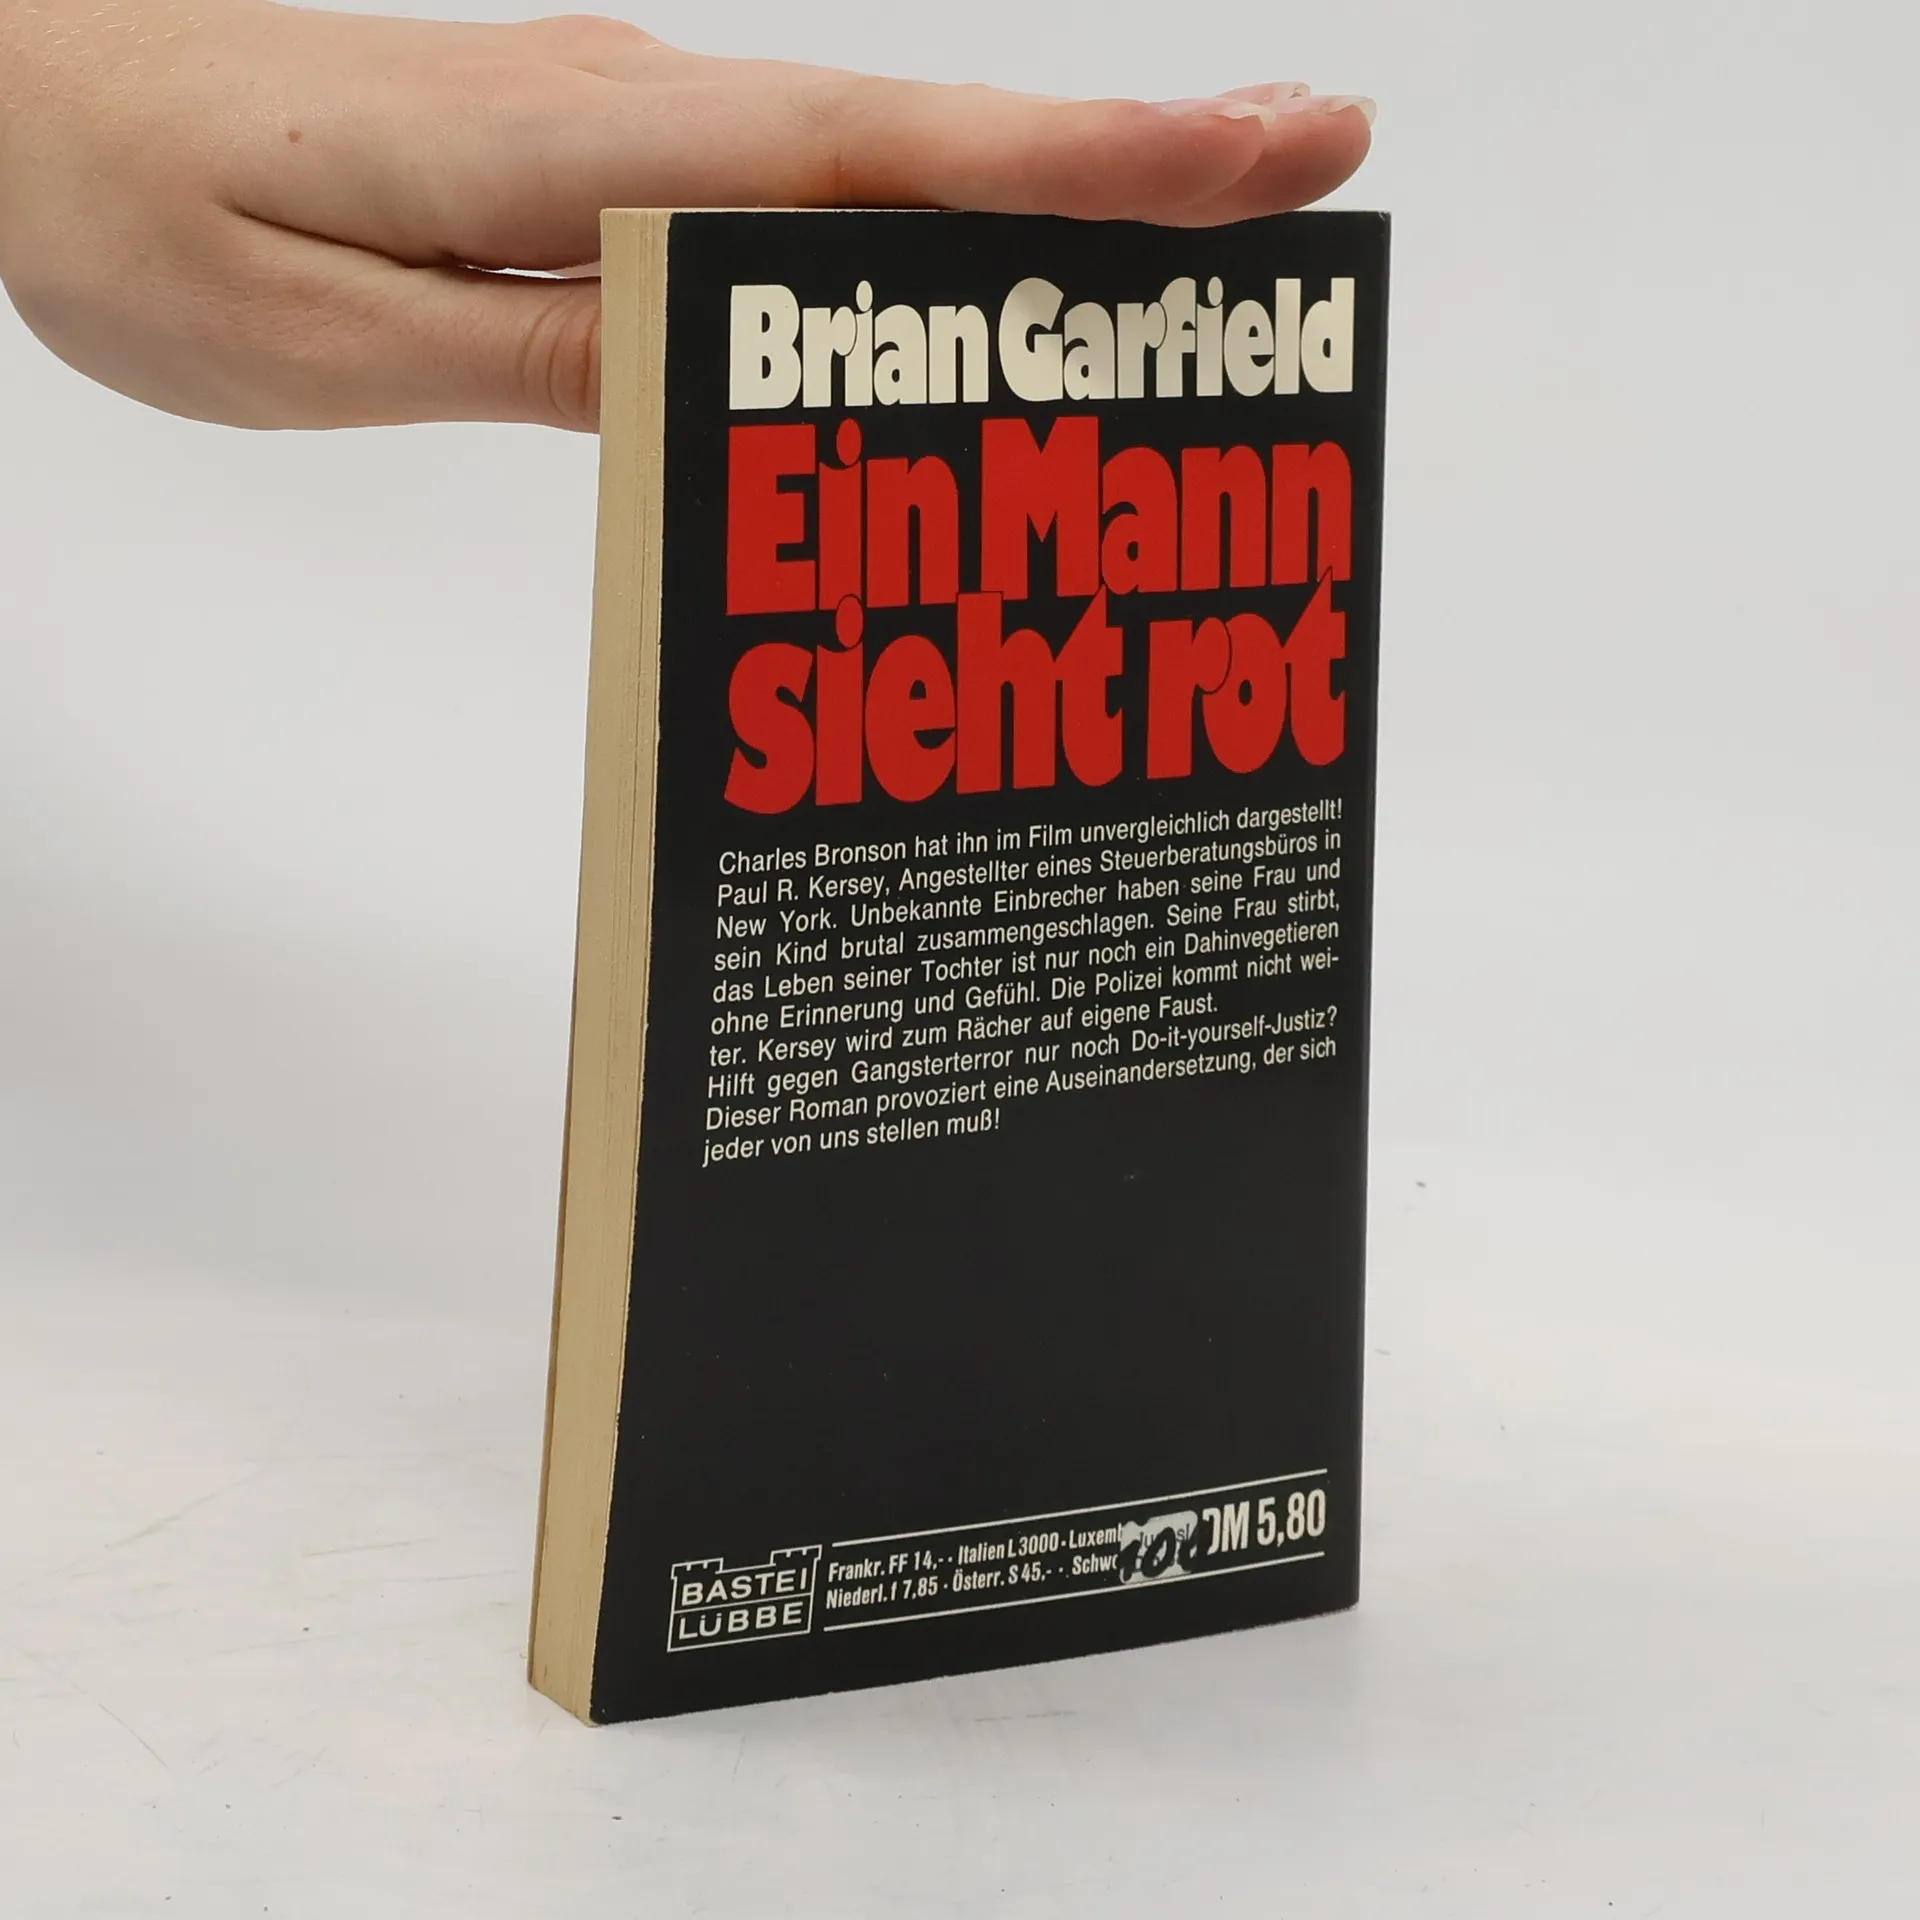 Brian Garfield
Ein Mann
sieht rot
Charles Bronson hat ihn im Film unvergleichlich dargestellt!
Paul R. Kersey, Angestellter eines Steuerberatungsbüros in
New York. Unbekannte Einbrecher haben seine Frau und
sein Kind brutal zusammengeschlagen. Seine Frau stirbt,
das Leben seiner Tochter ist nur noch ein Dahinvegetieren
ohne Erinnerung und Gefühl. Die Polizei kommt nicht wei-
ter. Kersey wird zum Rächer auf eigene Faust.
Hilft gegen Gangsterterror nur noch Do-it-yourself-Justiz?
Dieser Roman provoziert eine Auseinandersetzung, der sich
jeder von uns stellen muß!
BASTEI
LÜBBE
Frankr. FF 14,-·Italien L 3000·
Niederl. f 7,85·Österr. S 45,-·
DM 5,80